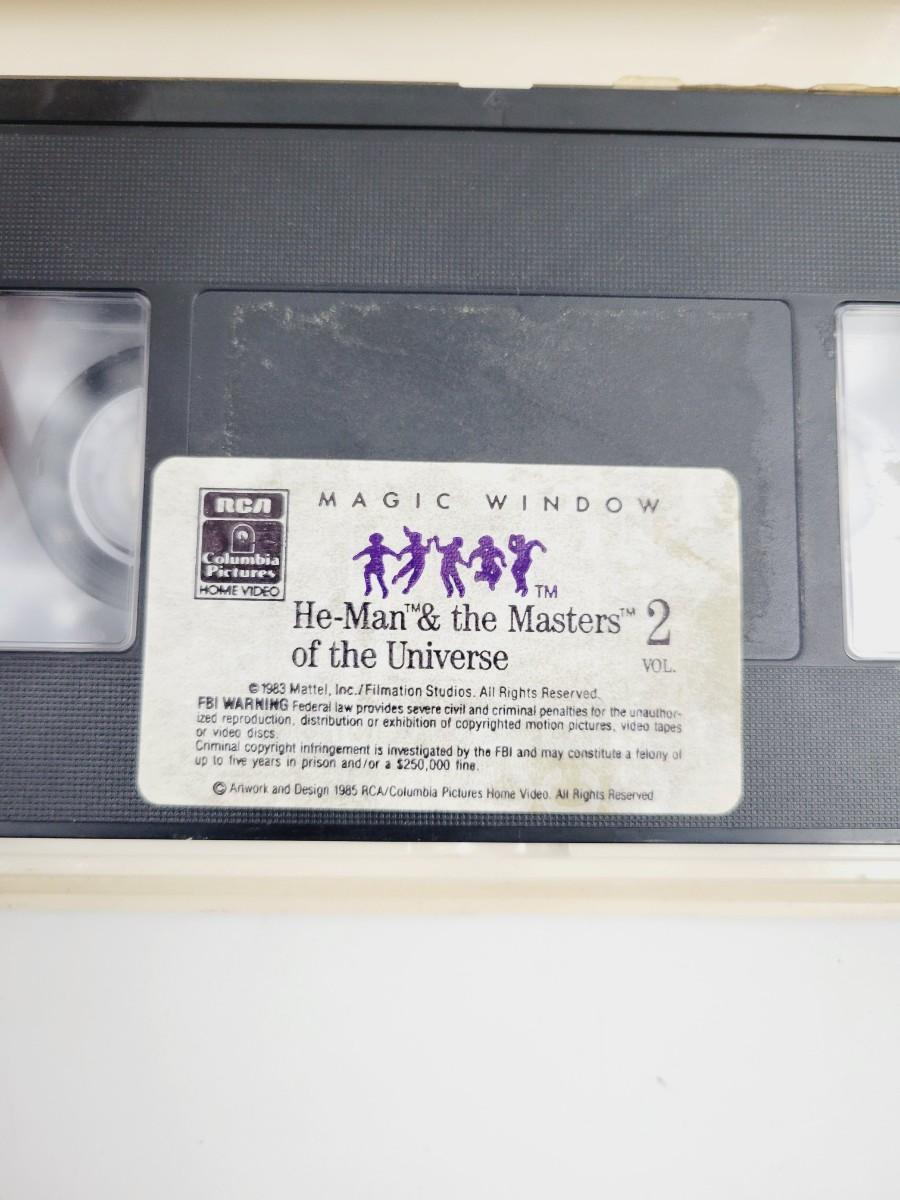 RCA
Columbia
Pictures
HOME VIDEO
MAGIC WINDOW
TM
He-Man™ & the Masters™
of the Universe
2
VOL.
© 1983 Mattel, Inc./Filmation Studios. All Rights Reserved.
FBI WARNING Federal law provides severe civil and criminal penalties for the unauthor-
ized reproduction, distribution or exhibition of copyrighted motion pictures, video tapes
or video discs.
Criminal copyright infringement is investigated by the FBI and may constitute a felony of
up to five years in prison and/or a $250,000 fine.
© Artwork and Design 1985 RCA/Columbia Pictures Home Video. All Rights Reserved